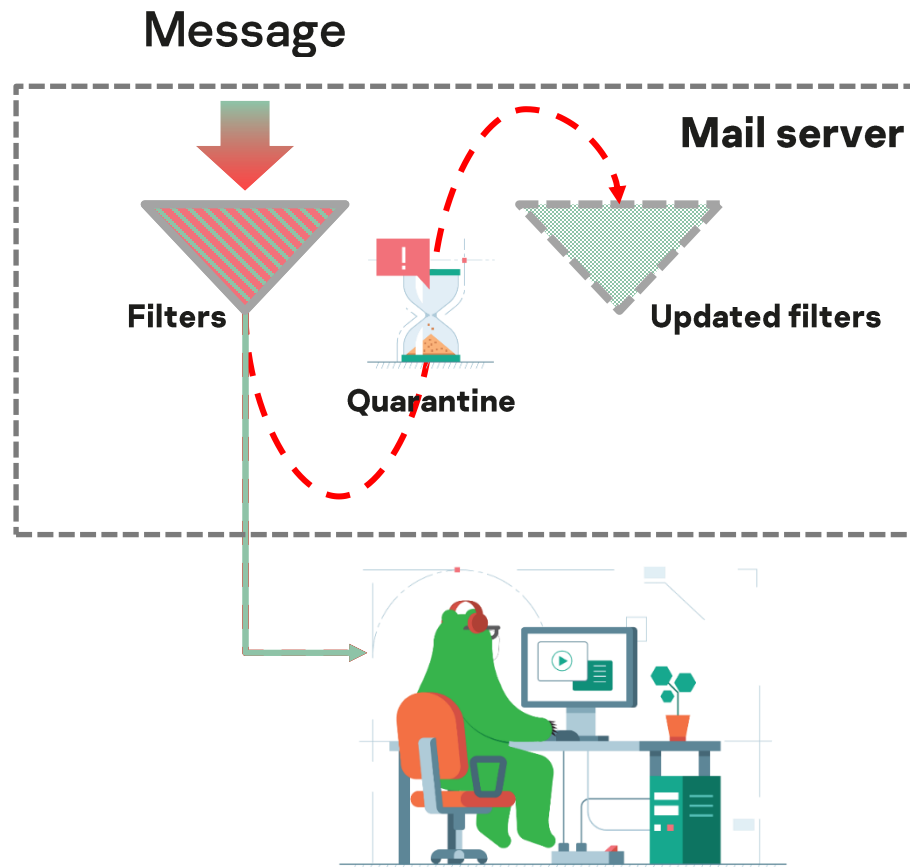 Message
Mail server
!
Filters
Updated filters
Quarantine